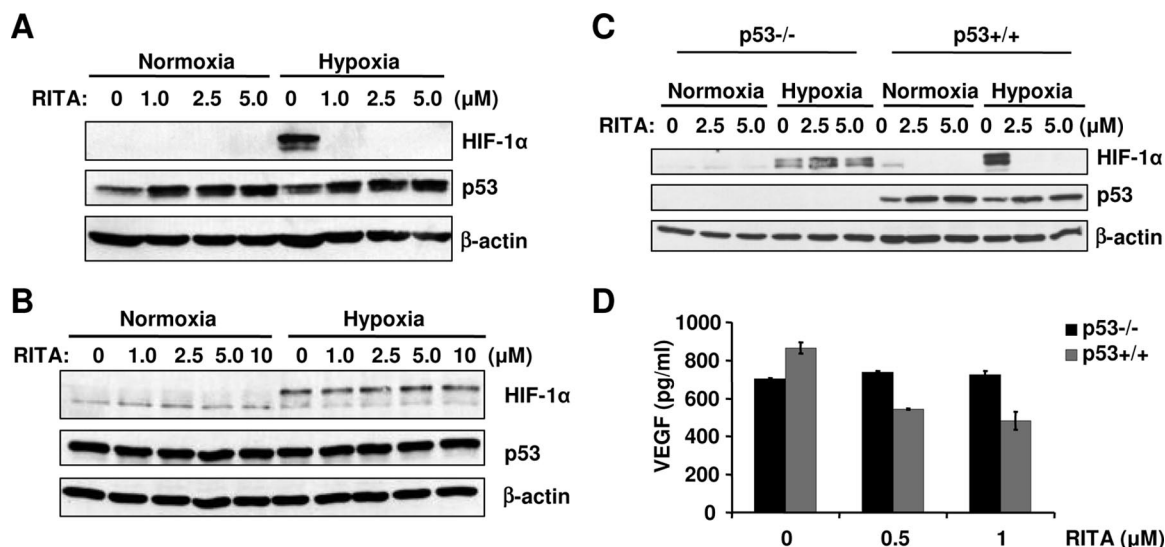 A
Normoxia Hypoxia
RITA: 0 1.0 2.5 5.0 0 1.0 2.5 5.0 (µM)
HIF-1α
p53
β-actin
B
Normoxia Hypoxia
RITA: 0 1.0 2.5 5.0 10 0 1.0 2.5 5.0 10 (µM)
HIF-1α
p53
β-actin
C
p53-/- p53+/+
Normoxia Hypoxia Normoxia Hypoxia
RITA: 0 2.5 5.0 0 2.5 5.0 0 2.5 5.0 0 2.5 5.0 (µM)
HIF-1α
p53
β-actin
D
VEGF (pg/ml)
1000
800
600
400
200
0
p53-/-
p53+/+
0 0.5 1 RITA (µM)